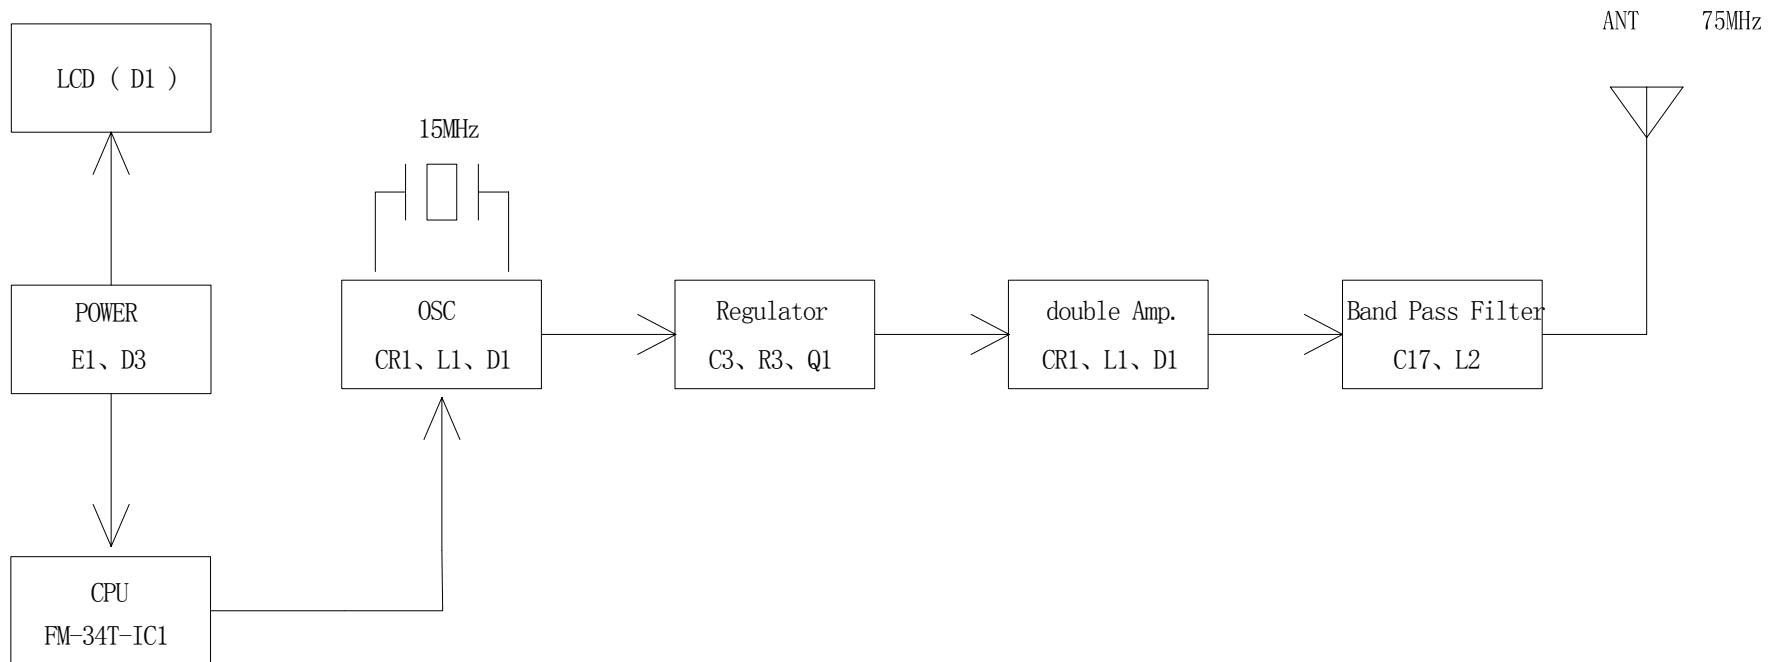 ANT 75MHz
LCD ( D1 )
15MHz
POWER
E1、D3
OSC
CR1、L1、D1
Regulator
C3、R3、Q1
double Amp.
CR1、L1、D1
Band Pass Filter
C17、L2
CPU
FM-34T-IC1